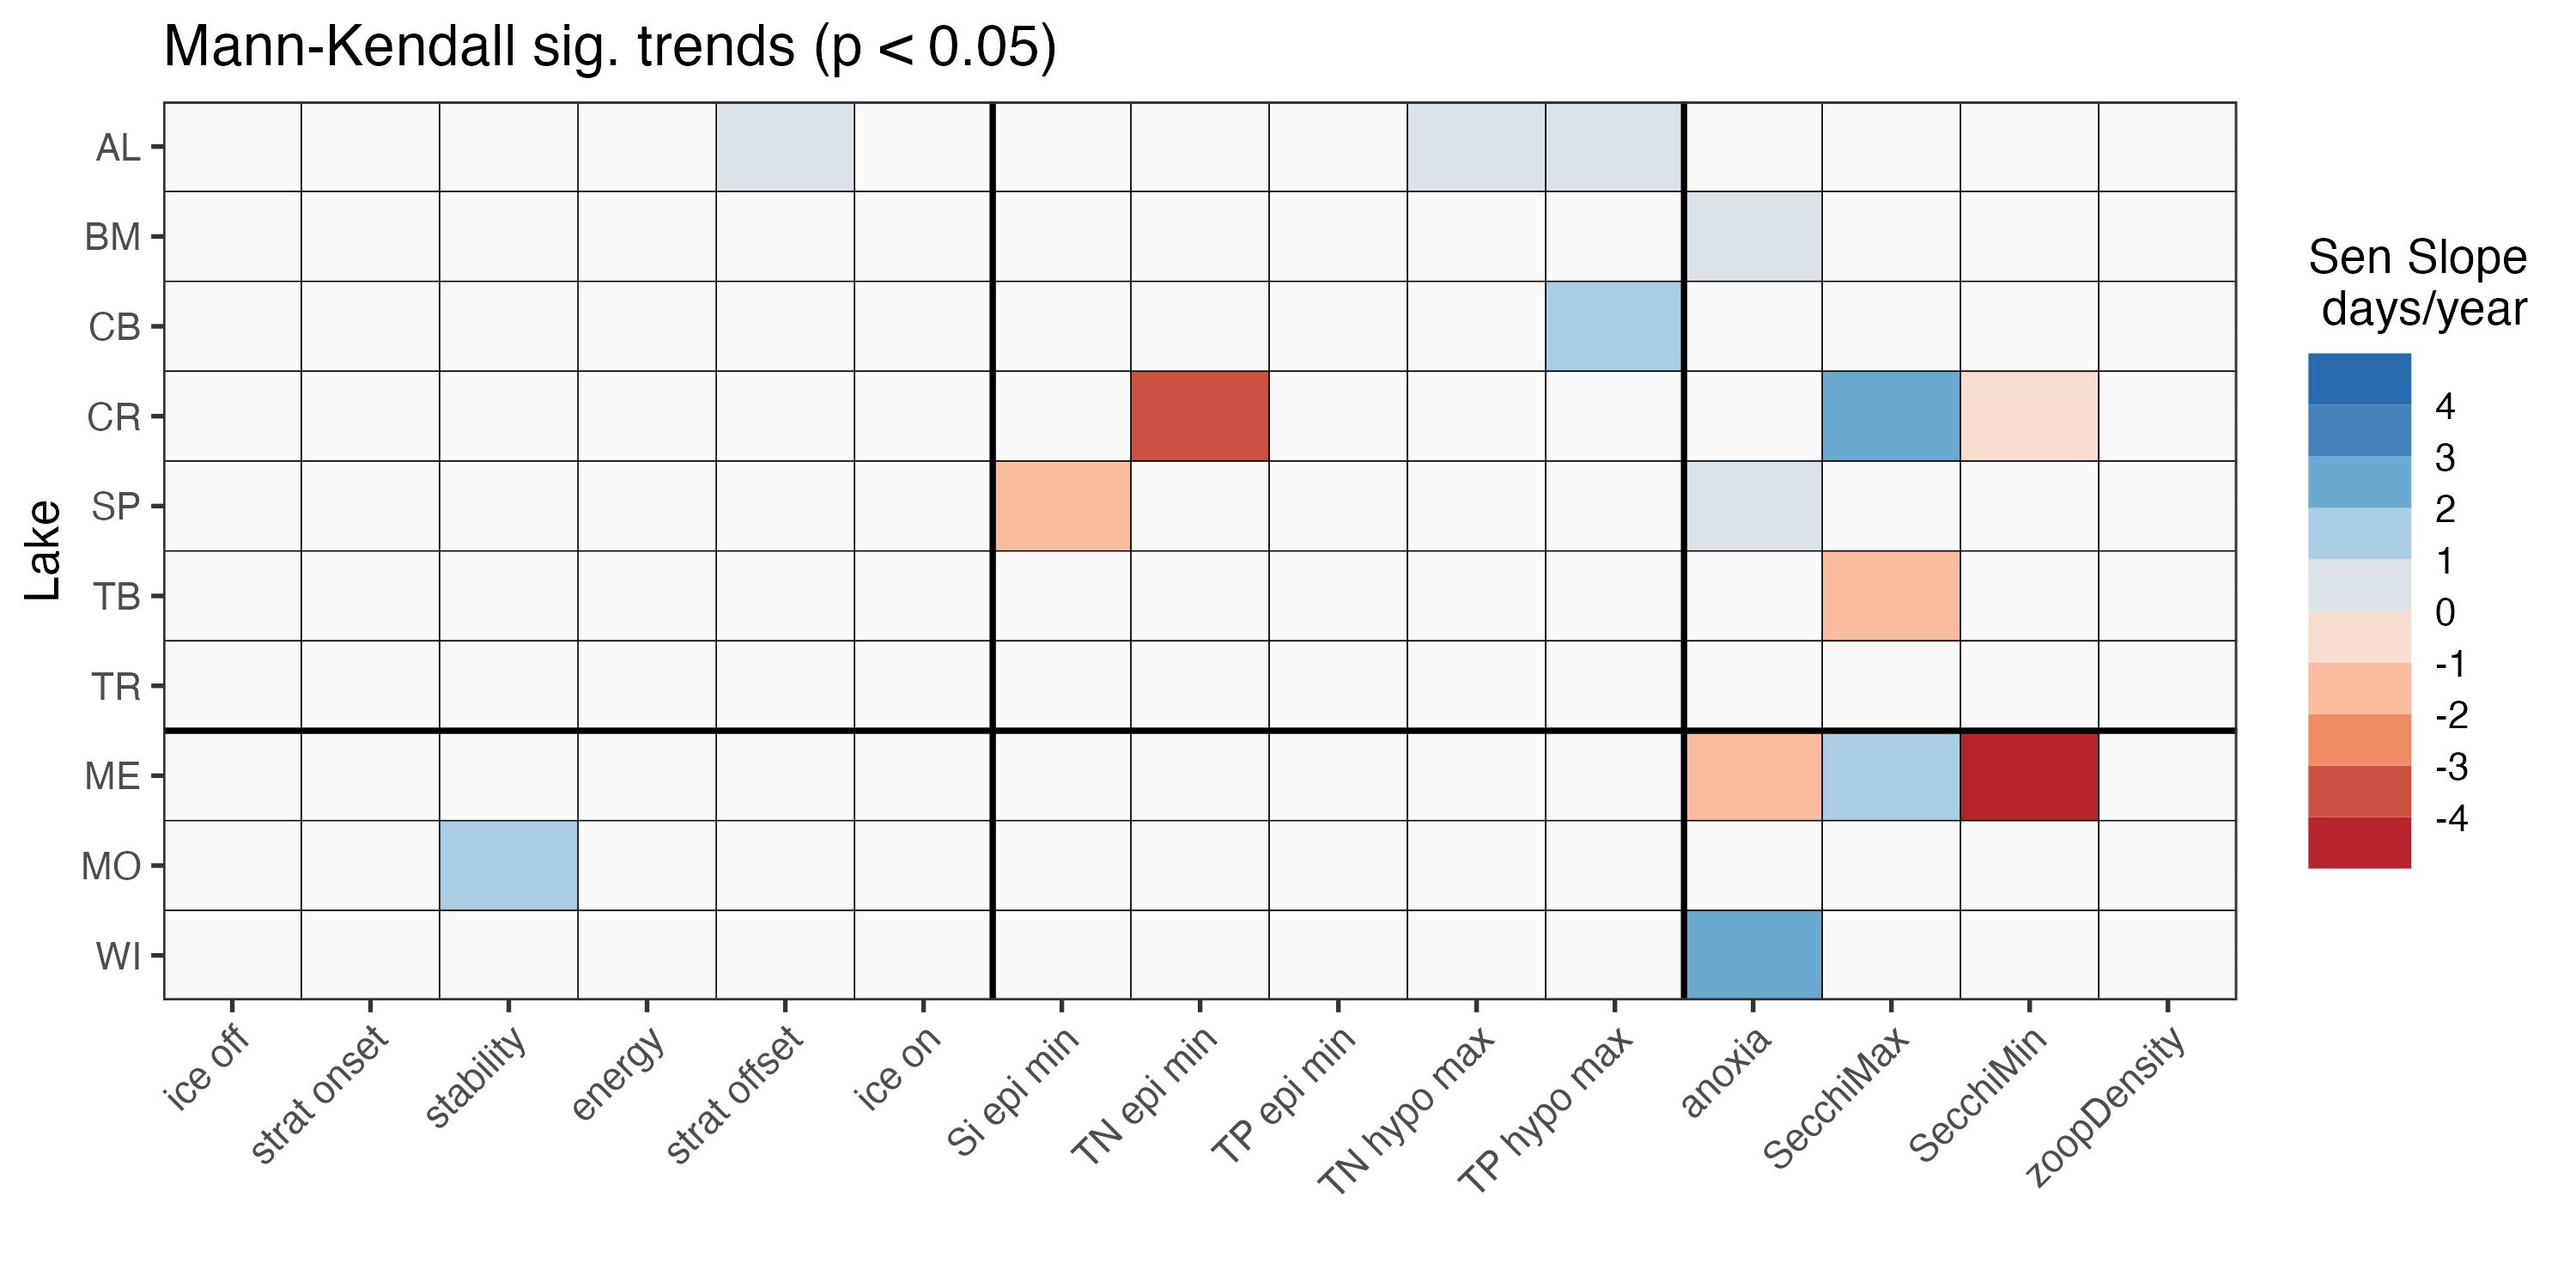 Mann-Kendall sig. trends (p < 0.05)
Lake
AL
BM
CB
CR
SP
TB
TR
ME
MO
WI
ice off
strat onset
stability
energy
strat offset
ice on
Si epi min
TN epi min
TP epi min
TN hypo max
TP hypo max
anoxia
SecchiMax
SecchiMin
zoopDensity
Sen Slope
days/year
4
3
2
1
0
-1
-2
-3
-4